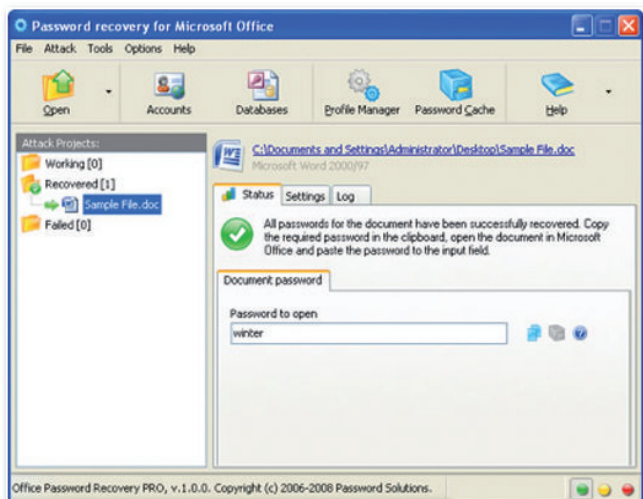 Password recovery for Microsoft Office
File Attack Tools Options Help
Open Accounts Databases Profile Manager Password Cache Help
Attack Projects:
Working [0]
Recovered [1]
Sample File.doc
Failed [0]
C:\Documents and Settings\Administrator\Desktop\Sample File.doc
Microsoft Word 2000/97
Status Settings Log
All passwords for the document have been successfully recovered. Copy
the required password in the clipboard, open the document in Microsoft
Office and paste the password to the input field.
Document password
Password to open
winter
Office Password Recovery PRO, v.1.0.0. Copyright (c) 2006-2008 Password Solutions.